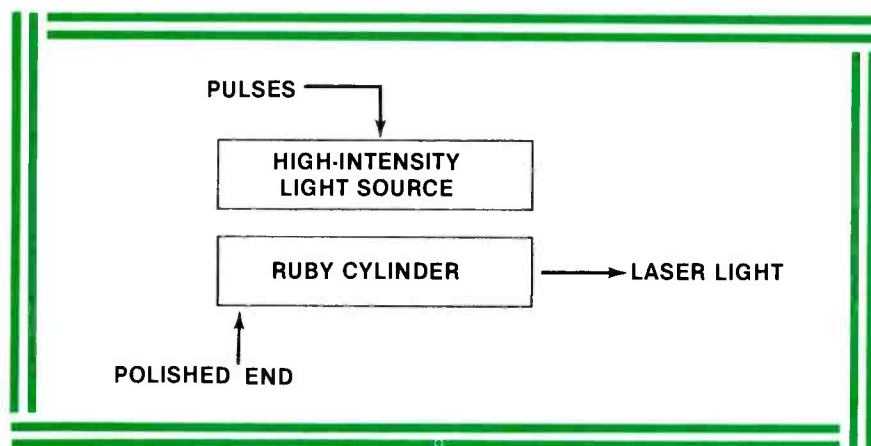 PULSES
HIGH-INTENSITY
LIGHT SOURCE
RUBY CYLINDER
LASER LIGHT
POLISHED END